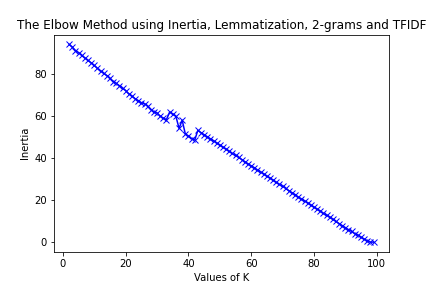 The Elbow Method using Inertia, Lemmatization, 2-grams and TFIDF
Inertia
80
60
40
20
0
0 20 40 60 80 100
Values of K